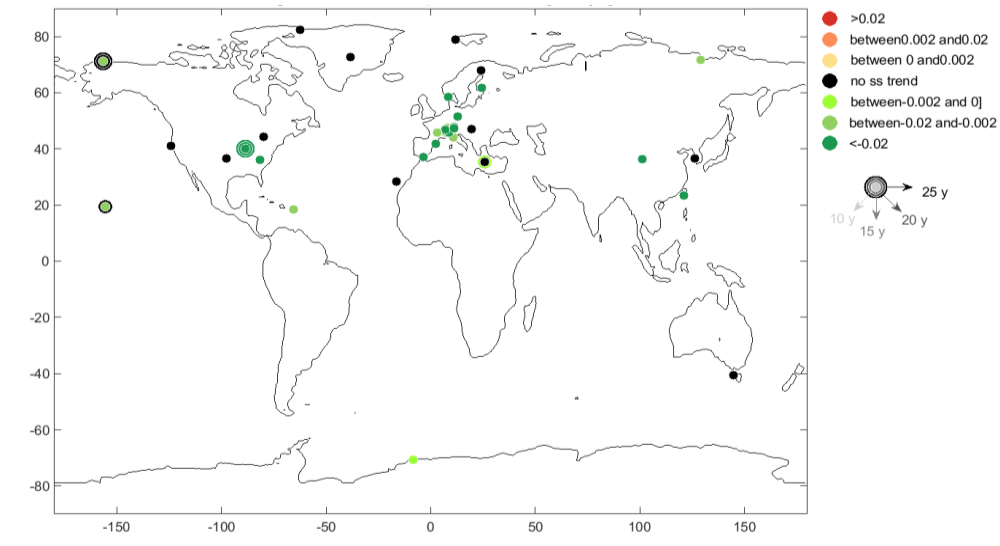 80
60
40
20
0
-20
-40
-60
-80
-150
-100
-50
0
50
100
150
>0.02
between0.002 and0.02
between 0 and0.002
no ss trend
between-0.002 and 0]
between-0.02 and-0.002
<-0.02
25 y
20 y
15 y
10 y